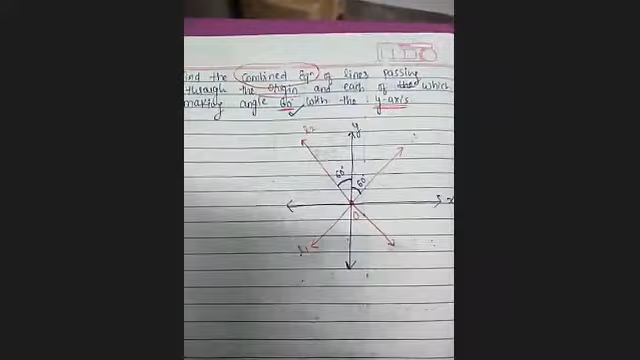 ind the Combined Eqn of lines passing
through the Origin and each of the which
making angle 60° with the y-axis
y
60°
60°
x
O